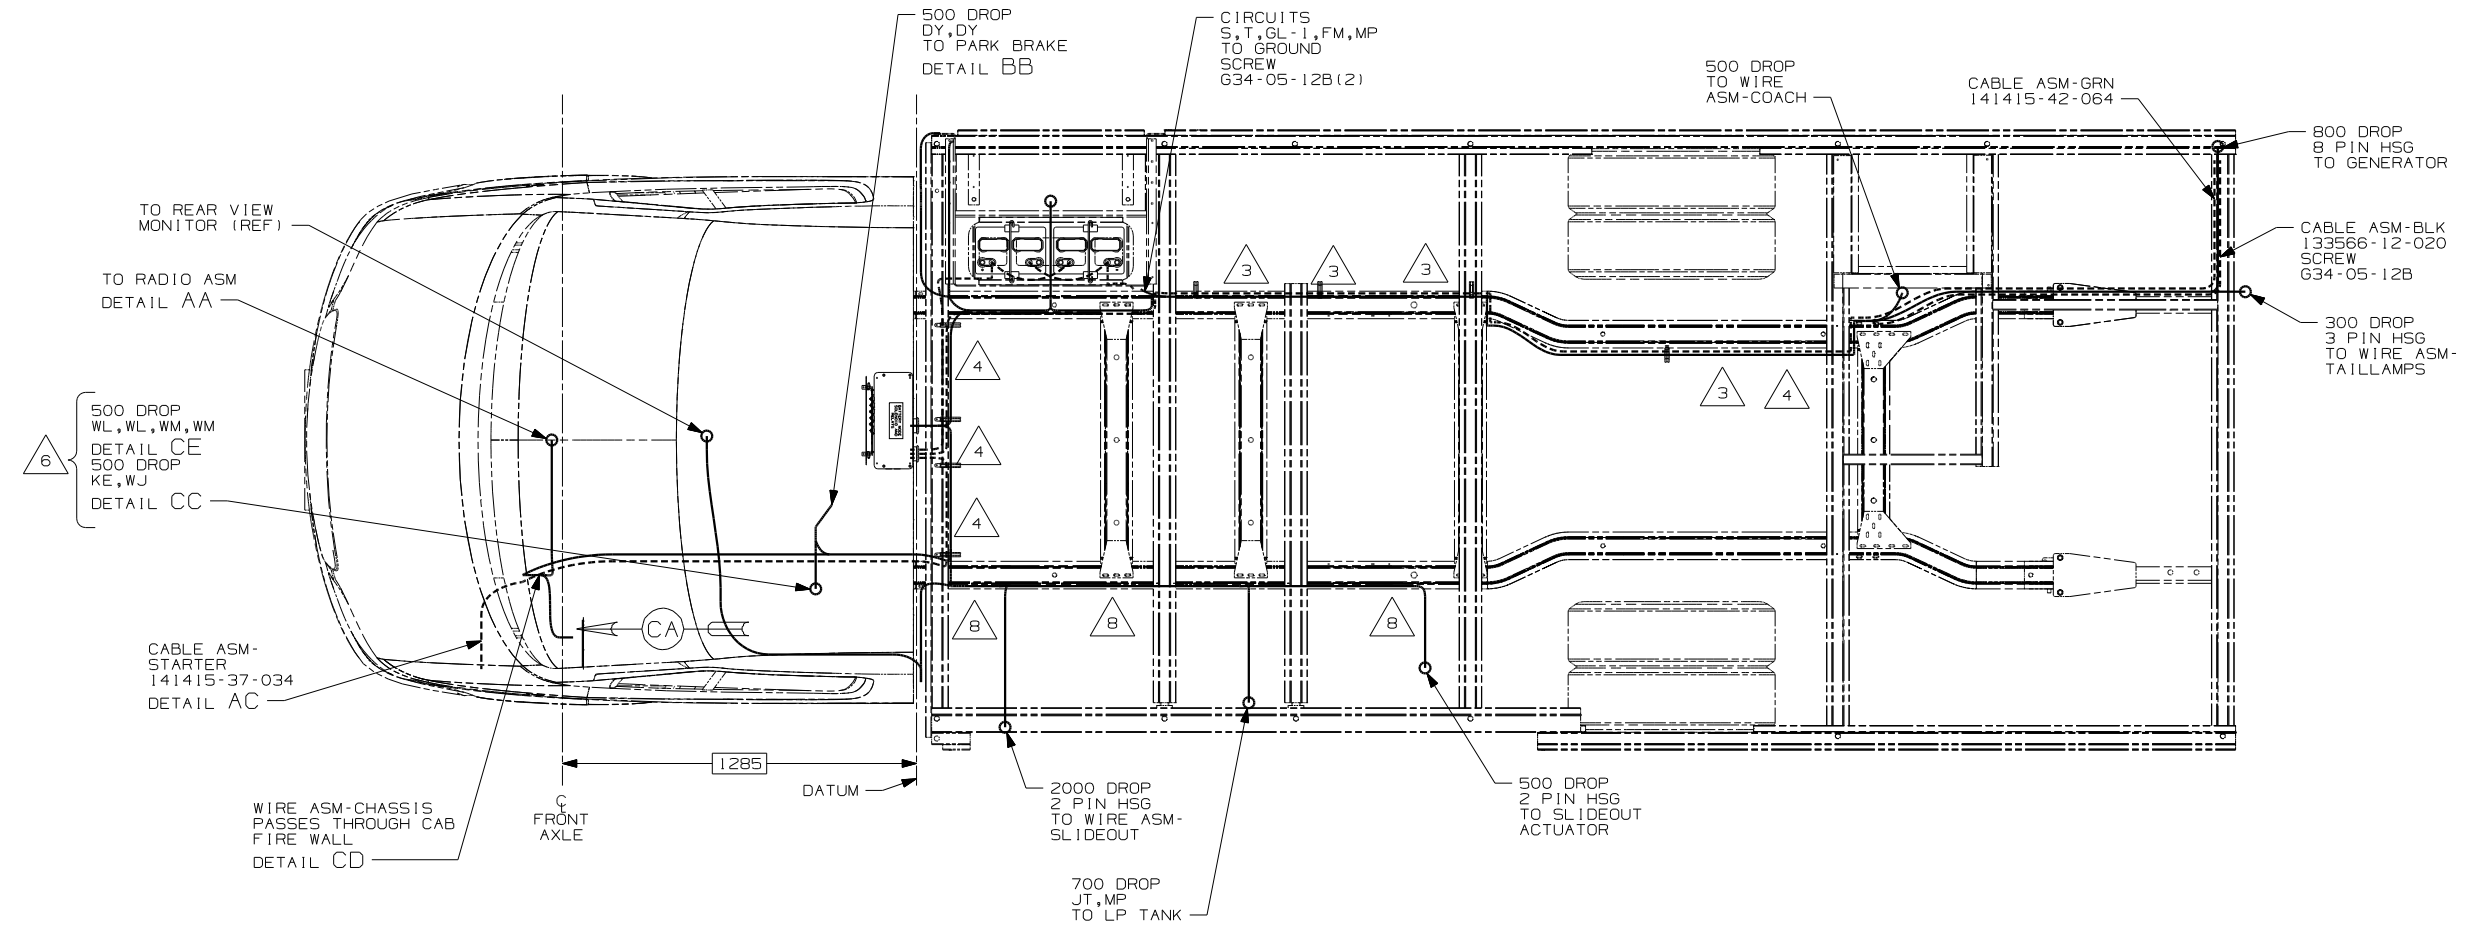 500 DROP
DY,DY
TO PARK BRAKE
DETAIL BB
CIRCUITS
S,T,GL-1,FM,MP
TO GROUND
SCREW
G34-05-12B(2)
500 DROP
TO WIRE
ASM-COACH
CABLE ASM-GRN
141415-42-064
800 DROP
8 PIN HSG
TO GENERATOR
TO REAR VIEW
MONITOR (REF)
CABLE ASM-BLK
133566-12-020
SCREW
G34-05-12B
TO RADIO ASM
DETAIL AA
3
3
3
300 DROP
3 PIN HSG
TO WIRE ASM-
TAILLAMPS
4
3
4
6
500 DROP
WL,WL,WM,WM
DETAIL CE
500 DROP
KE,WJ
DETAIL CC
4
4
CA
8
8
8
CABLE ASM-
STARTER
141415-37-034
DETAIL AC
1285
DATUM
WIRE ASM-CHASSIS
PASSES THROUGH CAB
FIRE WALL
DETAIL CD
CL
FRONT
AXLE
2000 DROP
2 PIN HSG
TO WIRE ASM-
SLIDEOUT
500 DROP
2 PIN HSG
TO SLIDEOUT
ACTUATOR
700 DROP
JT,MP
TO LP TANK